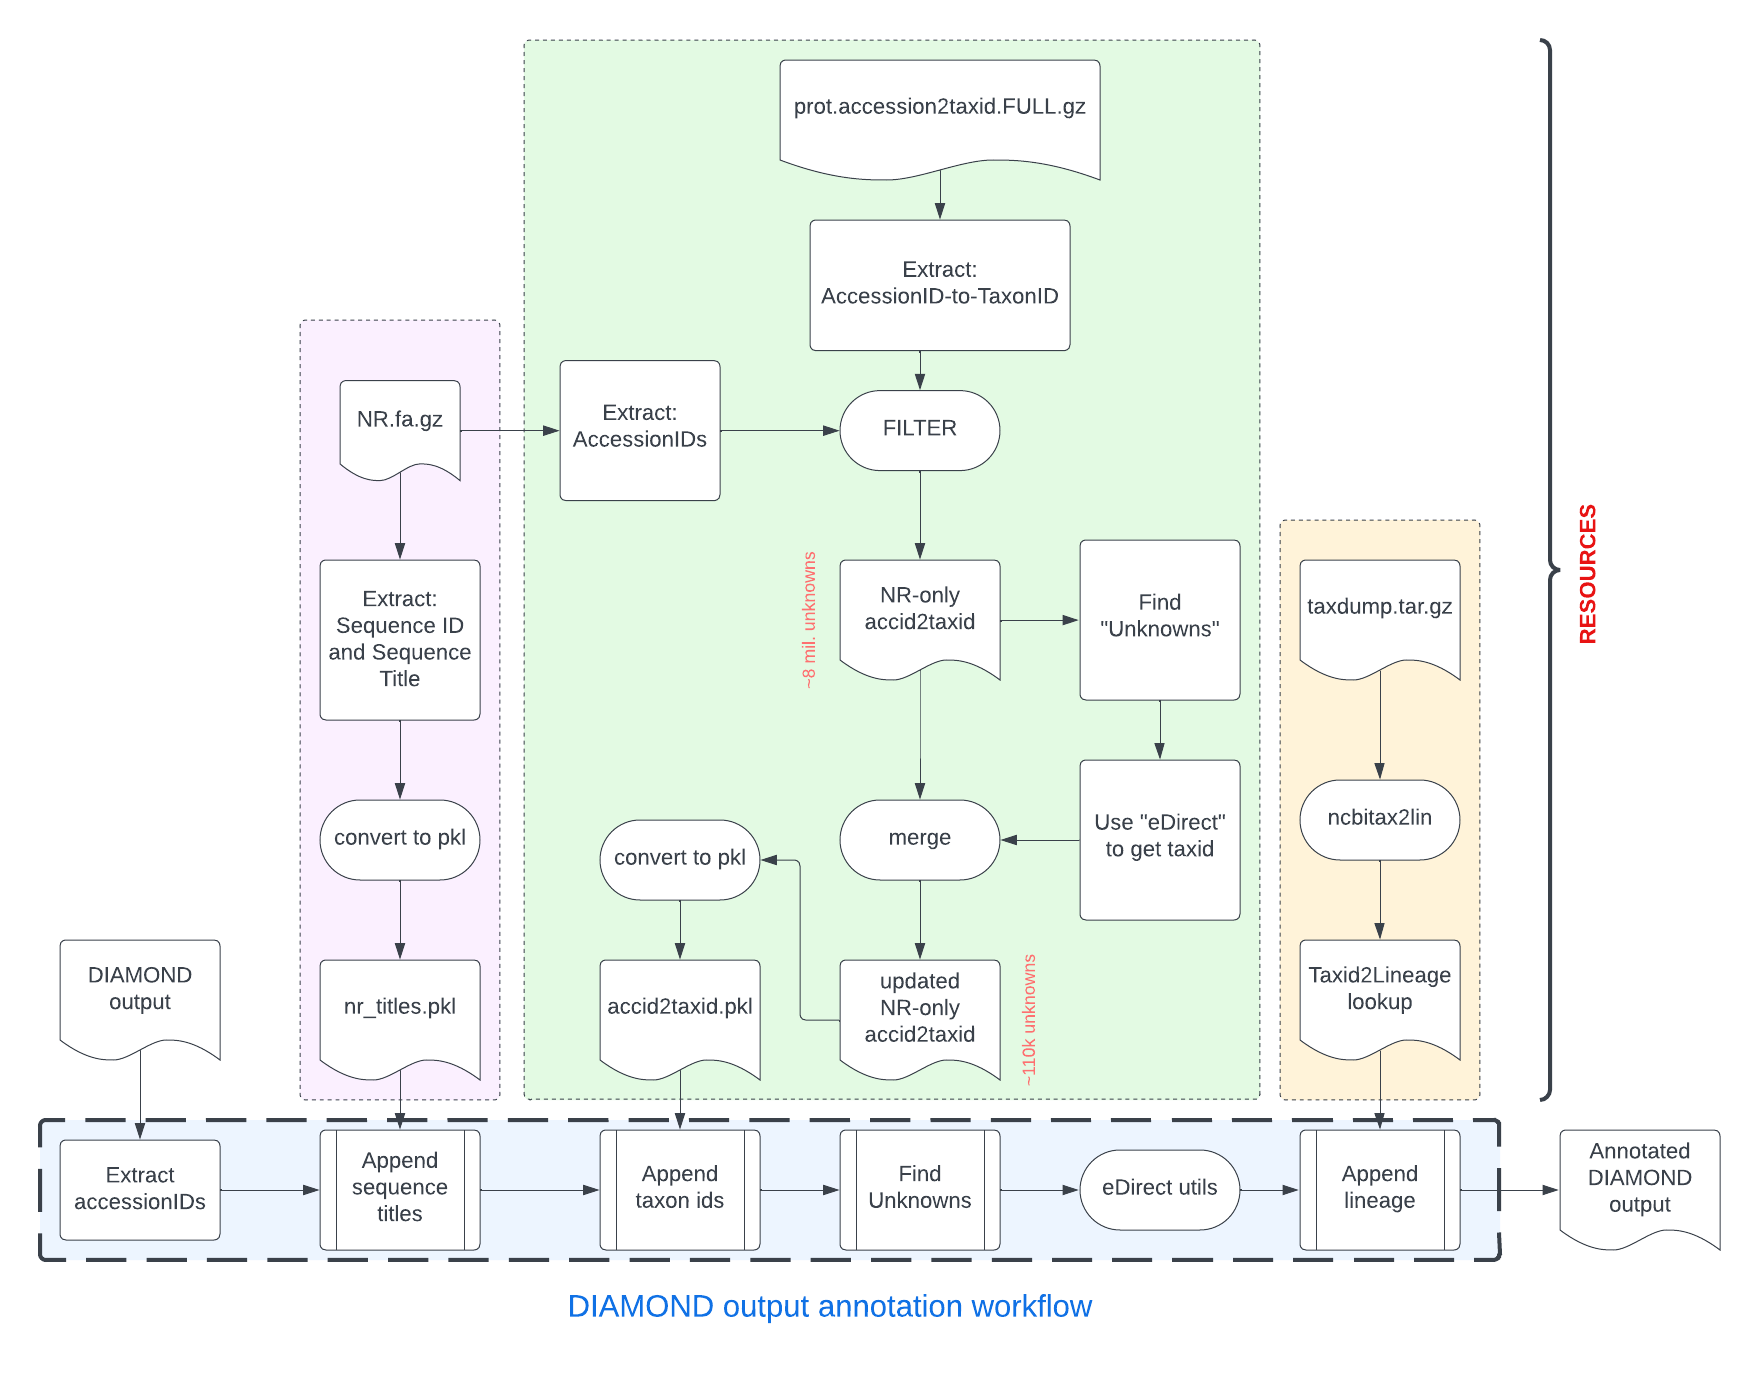 prot.accession2taxid.FULL.gz
Extract:
AccessionID-to-TaxonID
NR.fa.gz
Extract:
AccessionIDs
FILTER
RESOURCES
Extract:
Sequence ID
and Sequence
Title
~8 mil. unknowns
NR-only
accid2taxid
Find
"Unknowns"
taxdump.tar.gz
convert to pkl
convert to pkl
merge
Use "eDirect"
to get taxid
ncbitax2lin
DIAMOND
output
nr_titles.pkl
accid2taxid.pkl
updated
NR-only
accid2taxid
~110k unknowns
Taxid2Lineage
lookup
Extract
accessionIDs
Append
sequence
titles
Append
taxon ids
Find
Unknowns
eDirect utils
Append
lineage
Annotated
DIAMOND
output
DIAMOND output annotation workflow